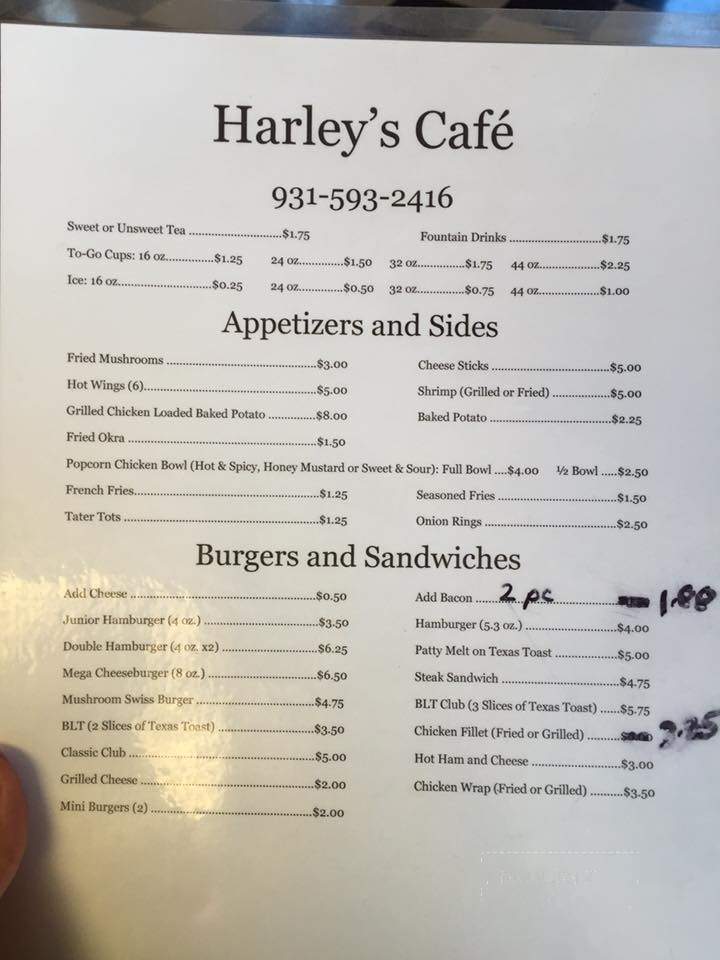 Harley's Café
931-593-2416
Sweet or Unsweet Tea ..............................$1.75 Fountain Drinks ..............................$1.75
To-Go Cups: 16 oz...............$1.25 24 oz..............$1.50 32 oz..............$1.75 44 oz..................$2.25
Ice: 16 oz..............................$0.25 24 oz..............$0.50 32 oz..............$0.75 44 oz..................$1.00
Appetizers and Sides
Fried Mushrooms ..............................$3.00 Cheese Sticks ..............................$5.00
Hot Wings (6)..............................$5.00 Shrimp (Grilled or Fried) ..................$5.00
Grilled Chicken Loaded Baked Potato ..............$8.00 Baked Potato ..............................$2.25
Fried Okra ..............................$1.50
Popcorn Chicken Bowl (Hot & Spicy, Honey Mustard or Sweet & Sour): Full Bowl ....$4.00 ½ Bowl .....$2.50
French Fries..............................$1.25 Seasoned Fries ..............................$1.50
Tater Tots ..............................$1.25 Onion Rings ..............................$2.50
Burgers and Sandwiches
Add Cheese ..............................$0.50 Add Bacon ..... 2 pc ..............
Junior Hamburger (4 oz.) ..............................$3.50 Hamburger (5.3 oz.) ..............................$4.00
Double Hamburger (4 oz. x2) ..............................$6.25 Patty Melt on Texas Toast ..................$5.00
Mega Cheeseburger (8 oz.) ..............................$6.50 Steak Sandwich ..............................$4.75
Mushroom Swiss Burger ..............................$4.75 BLT Club (3 Slices of Texas Toast) ......$5.75
BLT (2 Slices of Texas Toast) ..............................$3.50 Chicken Fillet (Fried or Grilled) .........
Classic Club ..............................$5.00 Hot Ham and Cheese ..................$3.00
Grilled Cheese ..............................$2.00 Chicken Wrap (Fried or Grilled) .........$3.50
Mini Burgers (2) ..............................$2.00